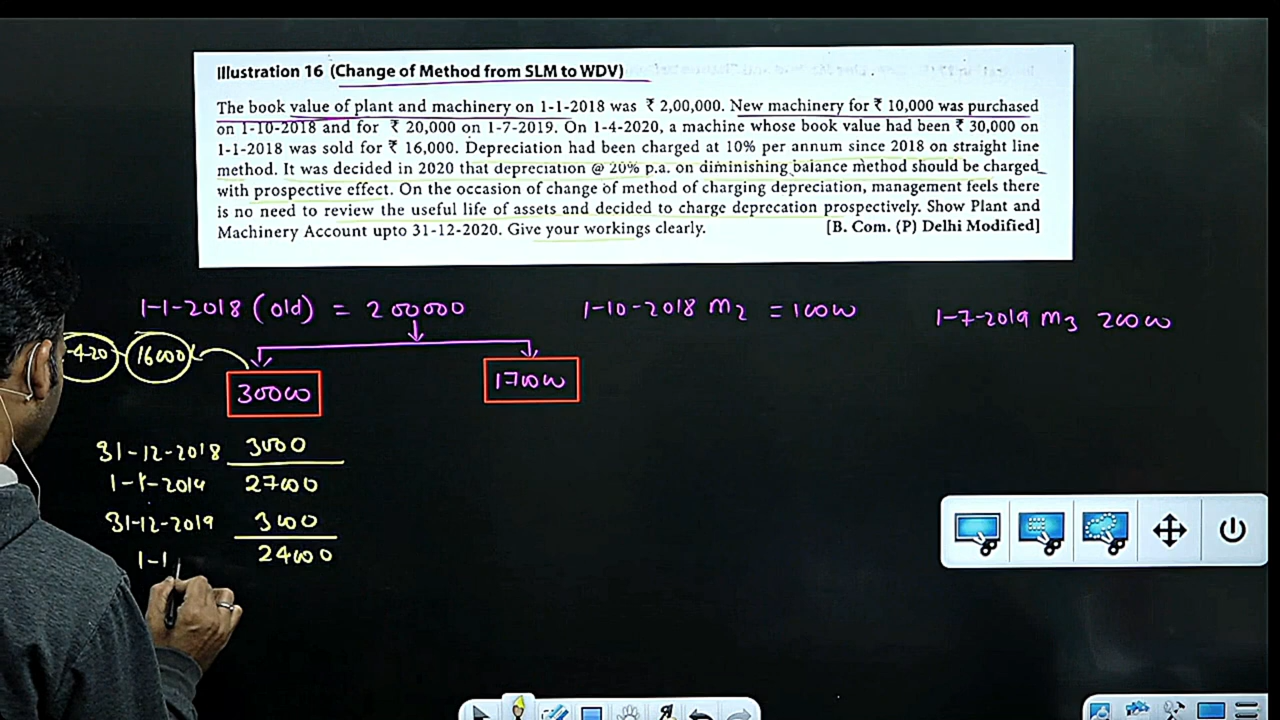 Illustration 16 (Change of Method from SLM to WDV)
The book value of plant and machinery on 1-1-2018 was ₹ 2,00,000. New machinery for ₹ 10,000 was purchased
on 1-10-2018 and for ₹ 20,000 on 1-7-2019. On 1-4-2020, a machine whose book value had been ₹ 30,000 on
1-1-2018 was sold for ₹ 16,000. Depreciation had been charged at 10% per annum since 2018 on straight line
method. It was decided in 2020 that depreciation @ 20% p.a. on diminishing balance method should be charged
with prospective effect. On the occasion of change of method of charging depreciation, management feels there
is no need to review the useful life of assets and decided to charge deprecation prospectively. Show Plant and
Machinery Account upto 31-12-2020. Give your workings clearly. [B. Com. (P) Delhi Modified]
1-1-2018 (old) = 200000
1-10-2018 M2 = 10000
1-7-2019 M3 20000
-4-20 16000
30000
170000
31-12-2018 3000
1-1-2019 27000
31-12-2019 3000
1-1 24000